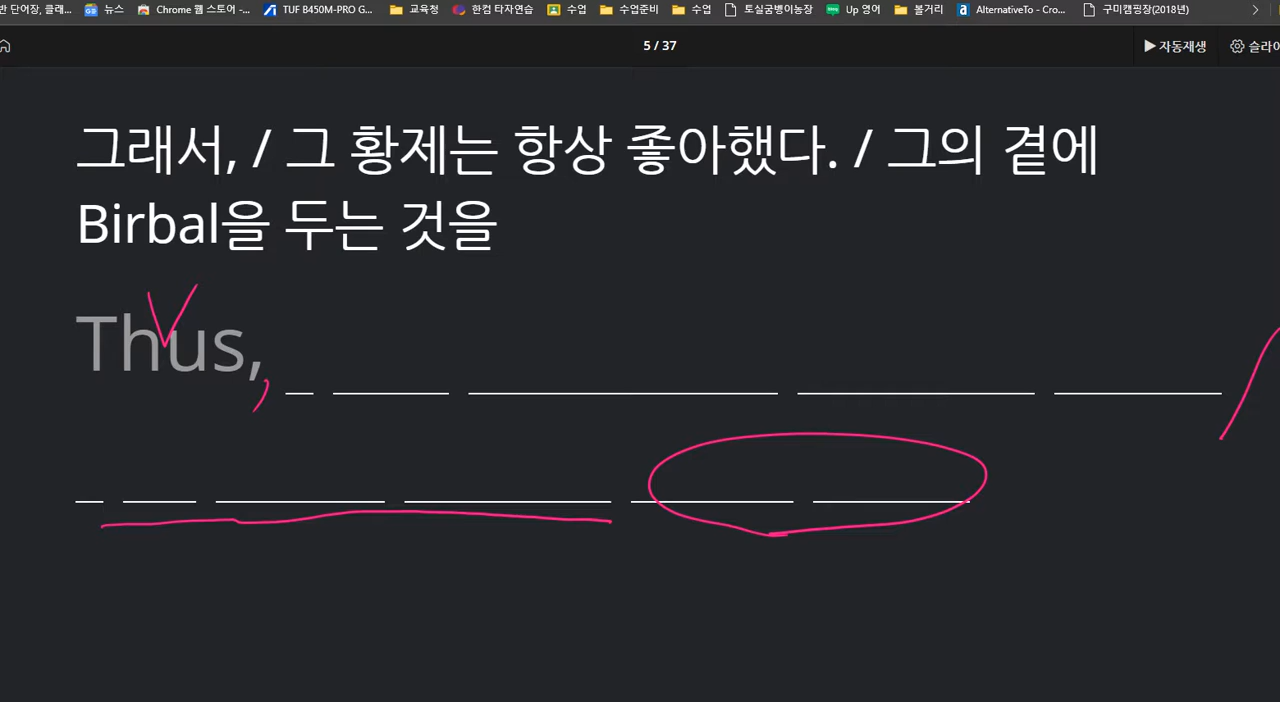 반 단어장, 클래... 뉴스 Chrome 웹 스토어 -... TUF B450M-PRO G... 교육청 한컴 타자연습 수업 수업준비 수업 토실굼벵이농장 Up 영어 볼거리 AlternativeTo - Cro... 구미캠핑장(2018년)
5 / 37 ▶자동재생 슬라이
그래서, / 그 황제는 항상 좋아했다. / 그의 곁에
Birbal을 두는 것을
Thus,